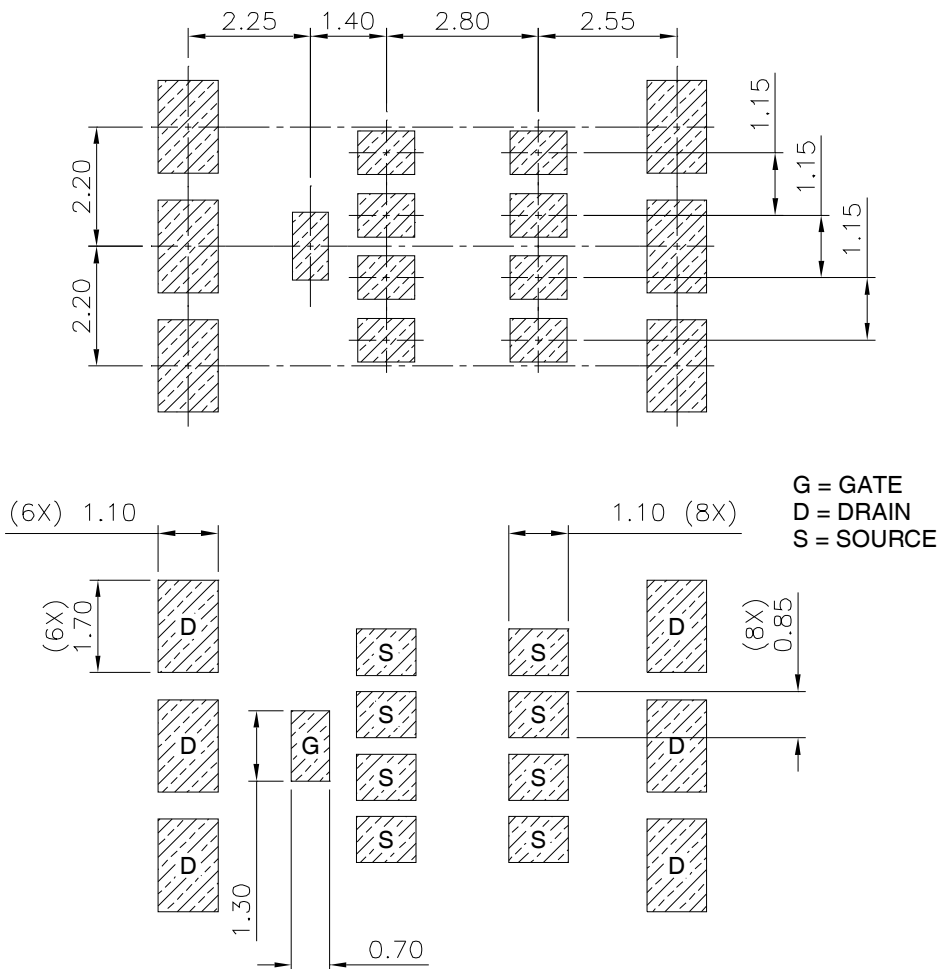 2.25 1.40 2.80 2.55
1.15
1.15
1.15
2.20
2.20
G = GATE
D = DRAIN
S = SOURCE
(6X) 1.10
1.10 (8X)
(6X)
1.70
(8X)
0.85
D
S S
D
S S
D
G
D
S S
S S
D
D
1.30
0.70